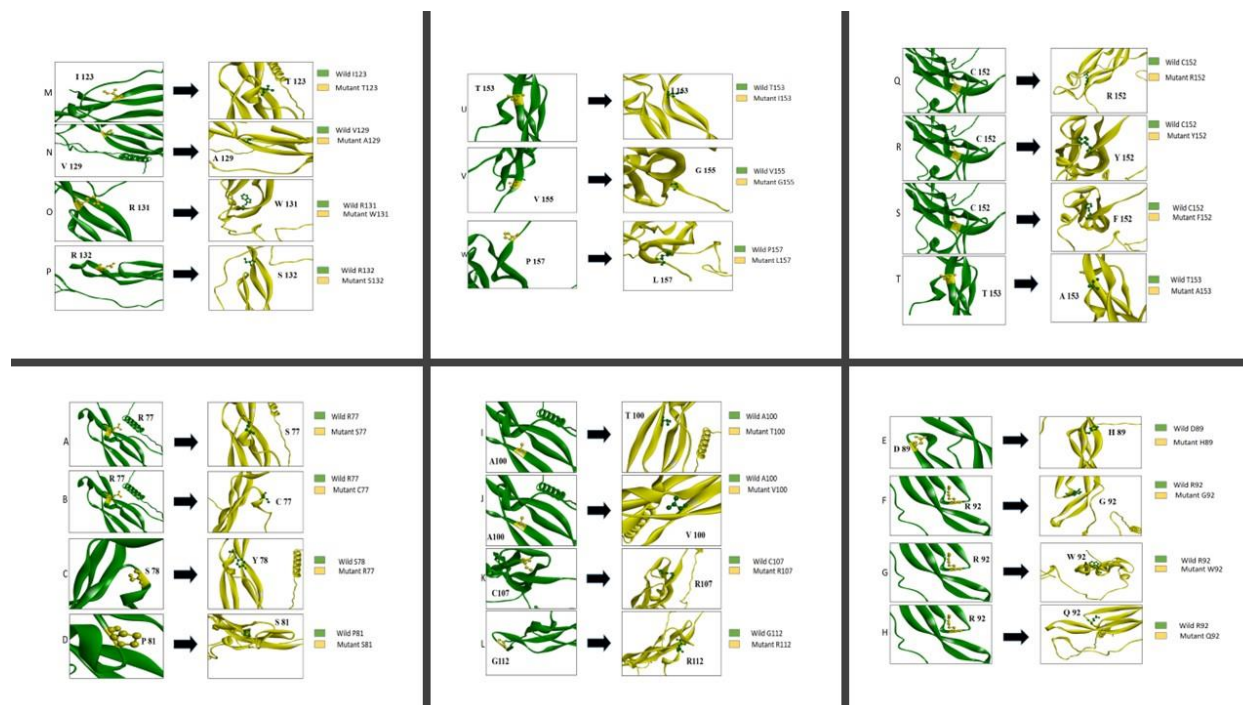 M
I 123
T 123
Wild I123
Mutant T123
N
V 129
A 129
Wild V129
Mutant A129
O
R 131
W 131
Wild R131
Mutant W131
P
R 132
S 132
Wild R132
Mutant S132
U
T 153
I 153
Wild T153
Mutant I153
V
V 155
G 155
Wild V155
Mutant G155
W
P 157
L 157
Wild P157
Mutant L157
Q
C 152
R 152
Wild C152
Mutant R152
R
C 152
Y 152
Wild C152
Mutant Y152
S
C 152
F 152
Wild C152
Mutant F152
T
T 153
A 153
Wild T153
Mutant A153
A
R 77
S 77
Wild R77
Mutant S77
B
R 77
C 77
Wild R77
Mutant C77
C
S 78
Y 78
Wild S78
Mutant R77
D
P 81
S 81
Wild P81
Mutant S81
I
A100
T 100
Wild A100
Mutant T100
J
A100
V 100
Wild A100
Mutant V100
K
C107
R107
Wild C107
Mutant R107
L
G112
R112
Wild G112
Mutant R112
E
D 89
H 89
Wild D89
Mutant H89
F
R 92
G 92
Wild R92
Mutant G92
G
R 92
W 92
Wild R92
Mutant W92
H
R 92
Q 92
Wild R92
Mutant Q92